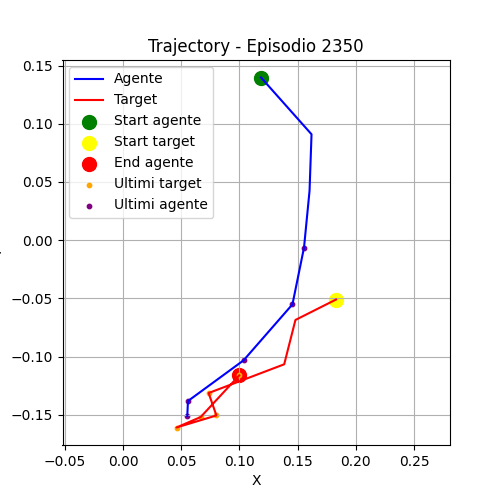 Trajectory - Episodio 2350
Agente
Target
Start agente
Start target
End agente
Ultimi target
Ultimi agente
0.15
0.10
0.05
0.00
−0.05
−0.10
−0.15
−0.05
0.00
0.05
0.10
0.15
0.20
0.25
X